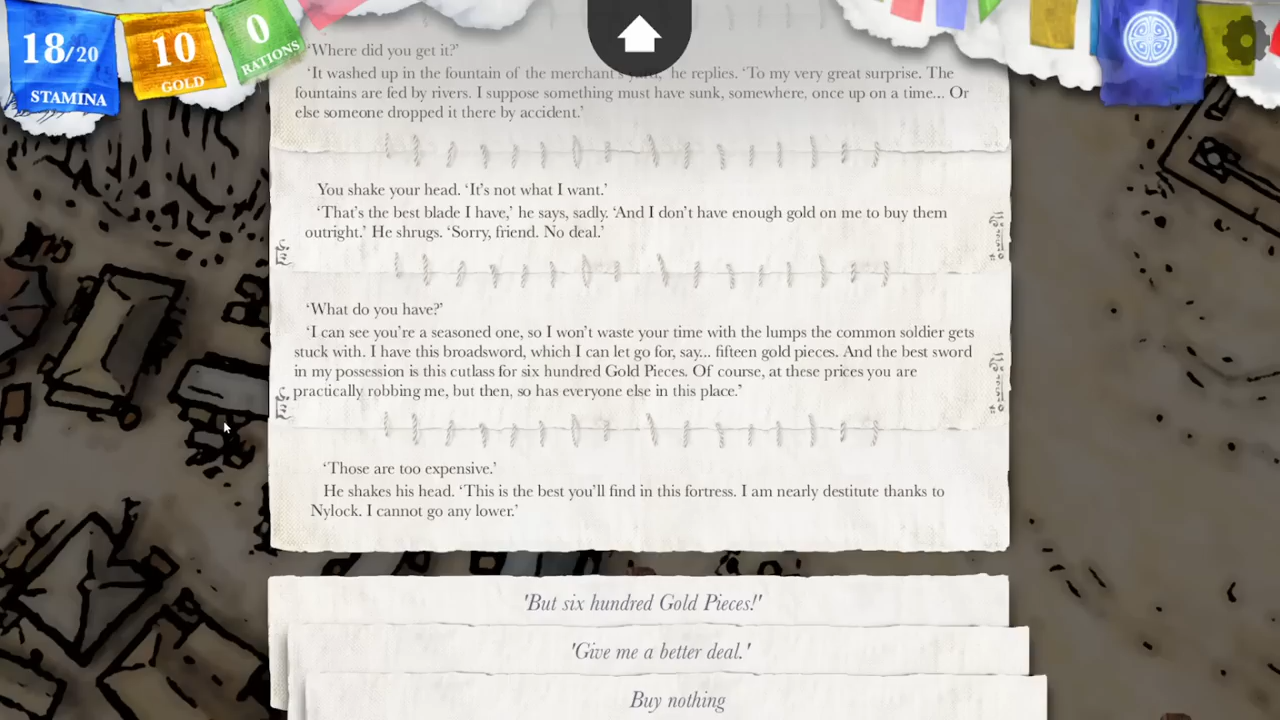 18/20
STAMINA
10
GOLD
0
RATIONS
‘Where did you get it?’
‘It washed up in the fountain of the merchant’s yard,’ he replies. ‘To my very great surprise. The
fountains are fed by rivers. I suppose something must have sunk, somewhere, once up on a time... Or
else someone dropped it there by accident.’
You shake your head. ‘It’s not what I want.’
‘That’s the best blade I have,’ he says, sadly. ‘And I don’t have enough gold on me to buy them
outright.’ He shrugs. ‘Sorry, friend. No deal.’
‘What do you have?’
‘I can see you’re a seasoned one, so I won’t waste your time with the lumps the common soldier gets
stuck with. I have this broadsword, which I can let go for, say... fifteen gold pieces. And the best sword
in my possession is this cutlass for six hundred Gold Pieces. Of course, at these prices you are
practically robbing me, but then, so has everyone else in this place.’
‘Those are too expensive.’
He shakes his head. ‘This is the best you’ll find in this fortress. I am nearly destitute thanks to
Nylock. I cannot go any lower.’
'But six hundred Gold Pieces!'
'Give me a better deal.'
Buy nothing